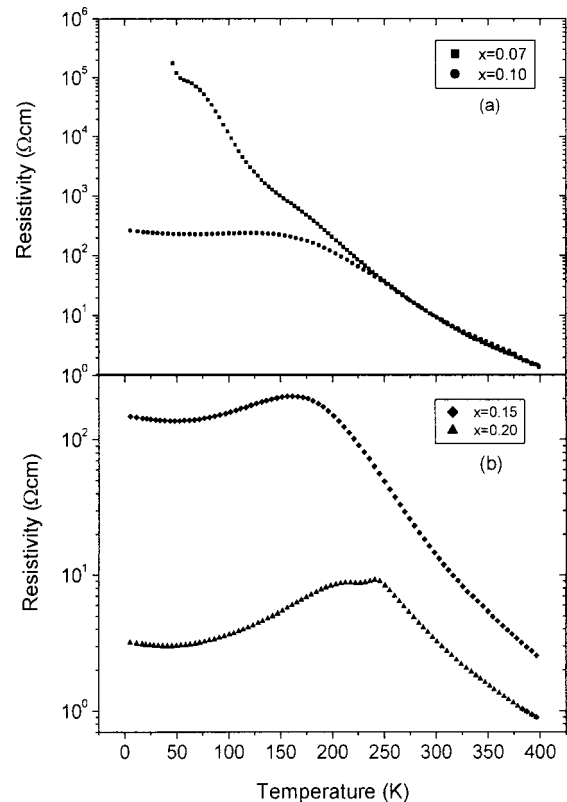 10^6
10^5
10^4
10^3
10^2
10^1
10^0
Resistivity (Ωcm)
x=0.07
x=0.10
(a)
10^2
10^1
10^0
Resistivity (Ωcm)
x=0.15
x=0.20
(b)
0 50 100 150 200 250 300 350 400
Temperature (K)